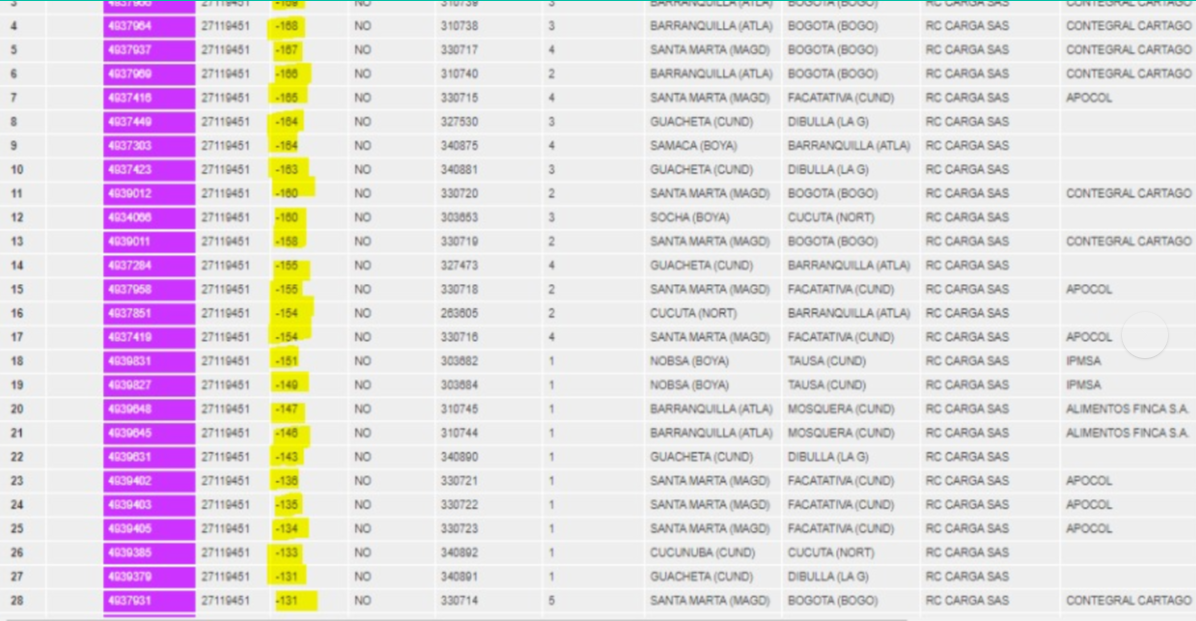 4 4937964 27119451 -168 NO 310738 3 BARRANQUILLA (ATLA) BOGOTA (BOGO) RC CARGA SAS CONTEGRAL CARTAGO
5 4937937 27119451 -167 NO 330717 4 SANTA MARTA (MAGD) BOGOTA (BOGO) RC CARGA SAS CONTEGRAL CARTAGO
6 4937969 27119451 -166 NO 310740 2 BARRANQUILLA (ATLA) BOGOTA (BOGO) RC CARGA SAS CONTEGRAL CARTAGO
7 4937416 27119451 -165 NO 330715 4 SANTA MARTA (MAGD) FACATATIVA (CUND) RC CARGA SAS APOCOL
8 4937449 27119451 -164 NO 327530 3 GUACHETA (CUND) DIBULLA (LA G) RC CARGA SAS
9 4937303 27119451 -164 NO 340875 4 SAMACA (BOYA) BARRANQUILLA (ATLA) RC CARGA SAS
10 4937423 27119451 -163 NO 340881 3 GUACHETA (CUND) DIBULLA (LA G) RC CARGA SAS
11 4939012 27119451 -160 NO 330720 2 SANTA MARTA (MAGD) BOGOTA (BOGO) RC CARGA SAS CONTEGRAL CARTAGO
12 4934066 27119451 -160 NO 303653 3 SOCHA (BOYA) CUCUTA (NORT) RC CARGA SAS
13 4939011 27119451 -158 NO 330719 2 SANTA MARTA (MAGD) BOGOTA (BOGO) RC CARGA SAS CONTEGRAL CARTAGO
14 4937284 27119451 -155 NO 327473 4 GUACHETA (CUND) BARRANQUILLA (ATLA) RC CARGA SAS
15 4937958 27119451 -155 NO 330718 2 SANTA MARTA (MAGD) FACATATIVA (CUND) RC CARGA SAS APOCOL
16 4937851 27119451 -154 NO 263605 2 CUCUTA (NORT) BARRANQUILLA (ATLA) RC CARGA SAS
17 4937419 27119451 -154 NO 330716 4 SANTA MARTA (MAGD) FACATATIVA (CUND) RC CARGA SAS APOCOL
18 4939831 27119451 -151 NO 303682 1 NOBSA (BOYA) TAUSA (CUND) RC CARGA SAS IPMSA
19 4939827 27119451 -149 NO 303684 1 NOBSA (BOYA) TAUSA (CUND) RC CARGA SAS IPMSA
20 4939648 27119451 -147 NO 310745 1 BARRANQUILLA (ATLA) MOSQUERA (CUND) RC CARGA SAS ALIMENTOS FINCA S.A.
21 4939645 27119451 -146 NO 310744 1 BARRANQUILLA (ATLA) MOSQUERA (CUND) RC CARGA SAS ALIMENTOS FINCA S.A.
22 4939631 27119451 -143 NO 340890 1 GUACHETA (CUND) DIBULLA (LA G) RC CARGA SAS
23 4939402 27119451 -136 NO 330721 1 SANTA MARTA (MAGD) FACATATIVA (CUND) RC CARGA SAS APOCOL
24 4939403 27119451 -135 NO 330722 1 SANTA MARTA (MAGD) FACATATIVA (CUND) RC CARGA SAS APOCOL
25 4939405 27119451 -134 NO 330723 1 SANTA MARTA (MAGD) FACATATIVA (CUND) RC CARGA SAS APOCOL
26 4939385 27119451 -133 NO 340892 1 CUCUNUBA (CUND) CUCUTA (NORT) RC CARGA SAS
27 4939379 27119451 -131 NO 340891 1 GUACHETA (CUND) DIBULLA (LA G) RC CARGA SAS
28 4937931 27119451 -131 NO 330714 5 SANTA MARTA (MAGD) BOGOTA (BOGO) RC CARGA SAS CONTEGRAL CARTAGO